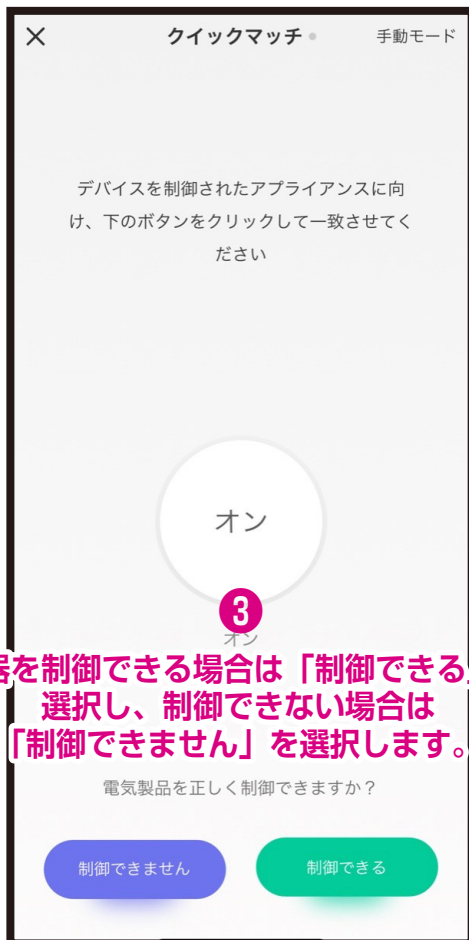 クイックマッチ
手動モード
デバイスを制御されたアプライアンスに向
け、下のボタンをクリックして一致させてく
ださい
オン
3
オン
器を制御できる場合は「制御できる」
選択し、制御できない場合は
「制御できません」を選択します。
電気製品を正しく制御できますか？
制御できません
制御できる